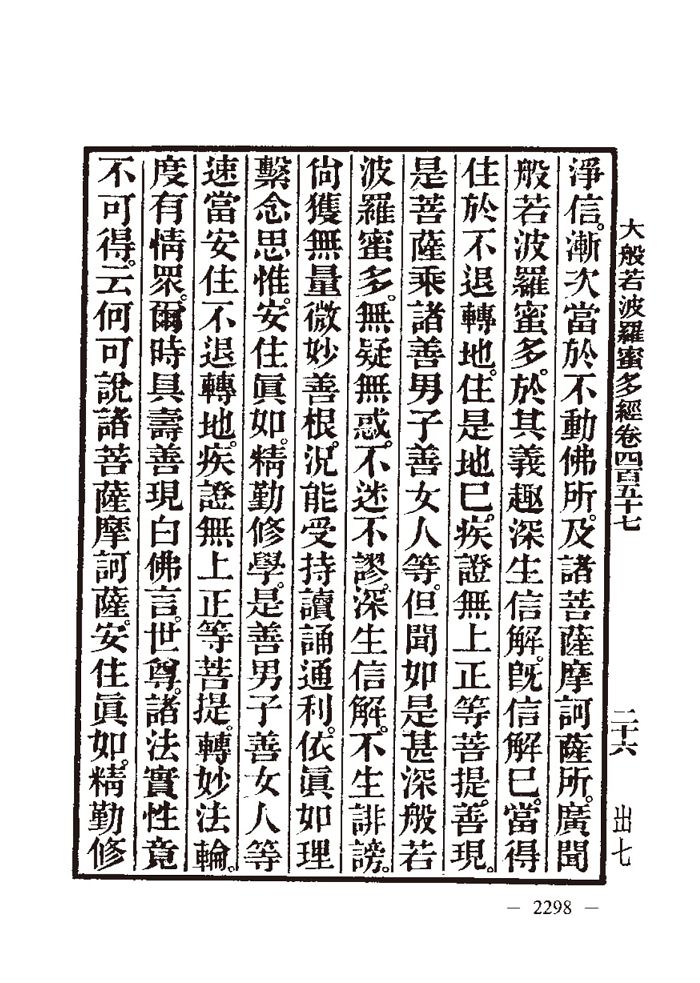 大般若波羅蜜多經卷四百五十七
二十六
出七
淨信。漸次當於不動佛所。及諸菩薩摩訶薩所。廣聞
般若波羅蜜多。於其義趣深生信解。旣信解已。當得
住於不退轉地。住是地已。疾證無上正等菩提。善現。
是菩薩乘諸善男子善女人等。但聞如是甚深般若
波羅蜜多。無疑無惑。不迷不謬。深生信解。不生誹謗。
尙獲無量微妙善根。況能受持讀誦通利。依眞如理
繫念思惟。安住眞如。精勤修學。是善男子善女人等
速當安住不退轉地。疾證無上正等菩提。轉妙法輪。
度有情眾。爾時具壽善現白佛言。世尊。諸法實性竟
不可得。云何可說諸菩薩摩訶薩。安住眞如。精勤修
— 2298 —